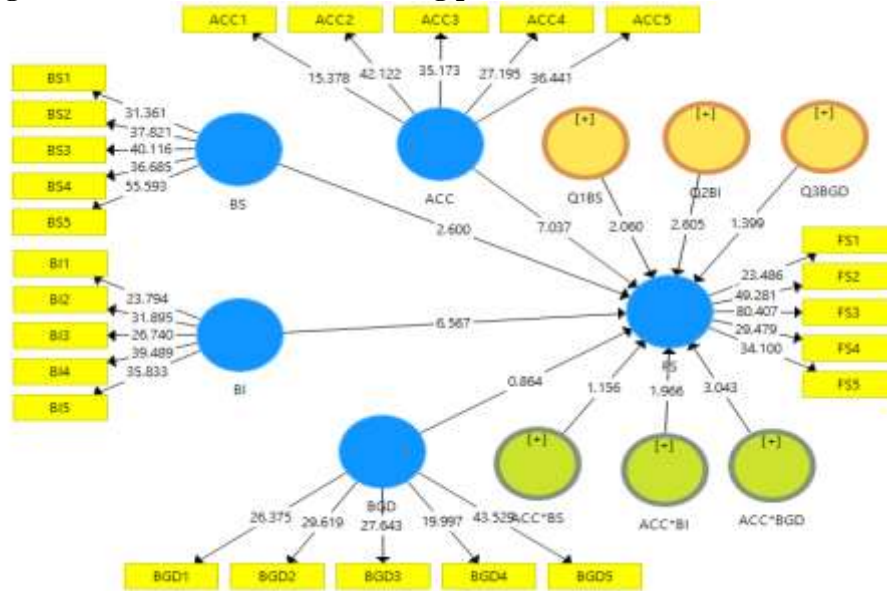 ACC1 ACC2 ACC3 ACC4 ACC5
15.378 42.122 35.173 27.195 36.441
BS1
BS2
BS3
BS4
BS5
31.361
37.821
40.116
36.685
55.593
BS
ACC
[+] [+] [+]
Q1BS Q2BI Q3BGD
2.600 7.037 2.060 2.605 1.399
BI1
BI2
BI3
BI4
BI5
23.794
31.895
26.740
39.489
35.833
BI
6.567
0.864
FS
23.486
49.281
80.407
29.479
34.100
FS1
FS2
FS3
FS4
FS5
1.156 1.966 3.043
[+] [+] [+]
ACC*BS ACC*BI ACC*BGD
BGD
26.375 29.619 27.643 19.997 43.529
BGD1 BGD2 BGD3 BGD4 BGD5